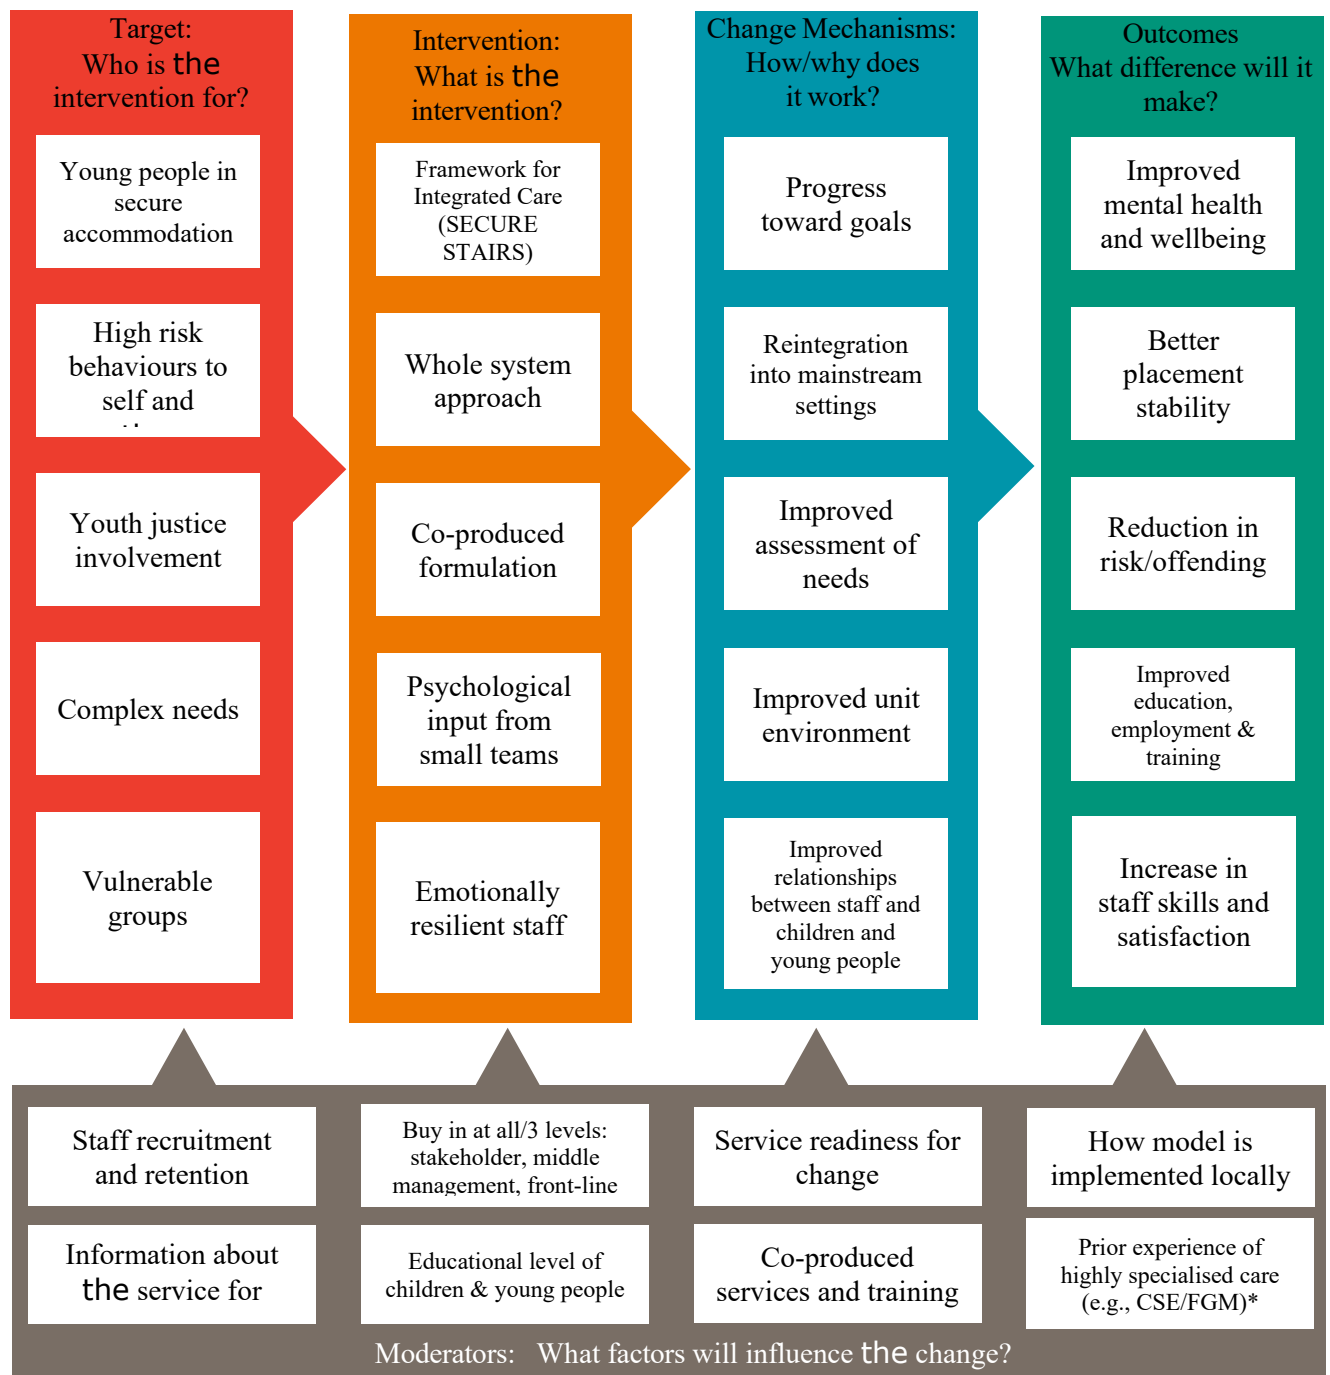 Target:
Who is the
intervention for?
Young people in
secure
accommodation
High risk
behaviours to
self and
Youth justice
involvement
Complex needs
Vulnerable
groups
Intervention:
What is the
intervention?
Framework for
Integrated Care
(SECURE
STAIRS)
Whole system
approach
Co-produced
formulation
Psychological
input from
small teams
Emotionally
resilient staff
Change Mechanisms:
How/why does
it work?
Progress
toward goals
Reintegration
into mainstream
settings
Improved
assessment of
needs
Improved unit
environment
Improved
relationships
between staff and
children and
young people
Outcomes
What difference will it
make?
Improved
mental health
and wellbeing
Better
placement
stability
Reduction in
risk/offending
Improved
education,
employment &
training
Increase in
staff skills and
satisfaction
Staff recruitment
and retention
Buy in at all/3 levels:
stakeholder, middle
management, front-line
Service readiness for
change
How model is
implemented locally
Information about
the service for
Educational level of
children & young people
Co-produced
services and training
Prior experience of
highly specialised care
(e.g., CSE/FGM)*
Moderators: What factors will influence the change?